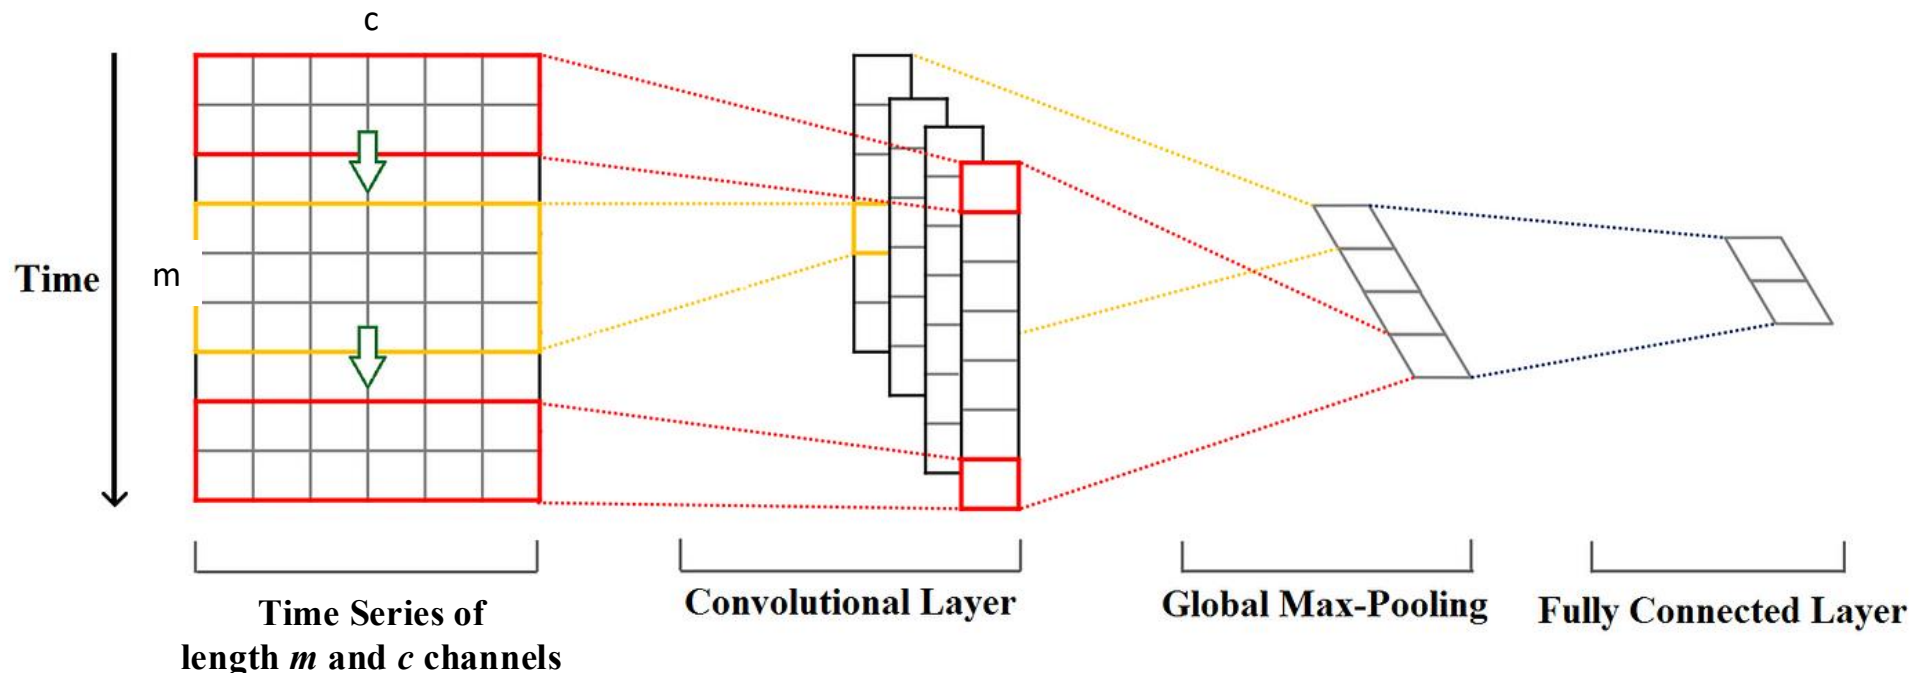 c
Time
m
Time Series of
length m and c channels
Convolutional Layer
Global Max-Pooling
Fully Connected Layer